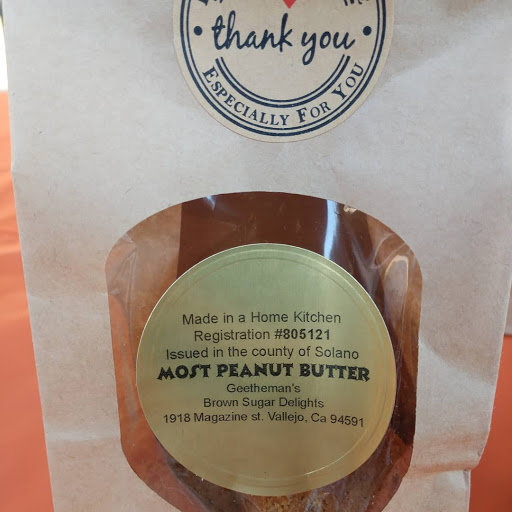 thank you
ESPECIALLY FOR YOU
Made in a Home Kitchen
Registration #805121
Issued in the county of Solano
MOST PEANUT BUTTER
Geetheman's
Brown Sugar Delights
1918 Magazine st. Vallejo, Ca 94591